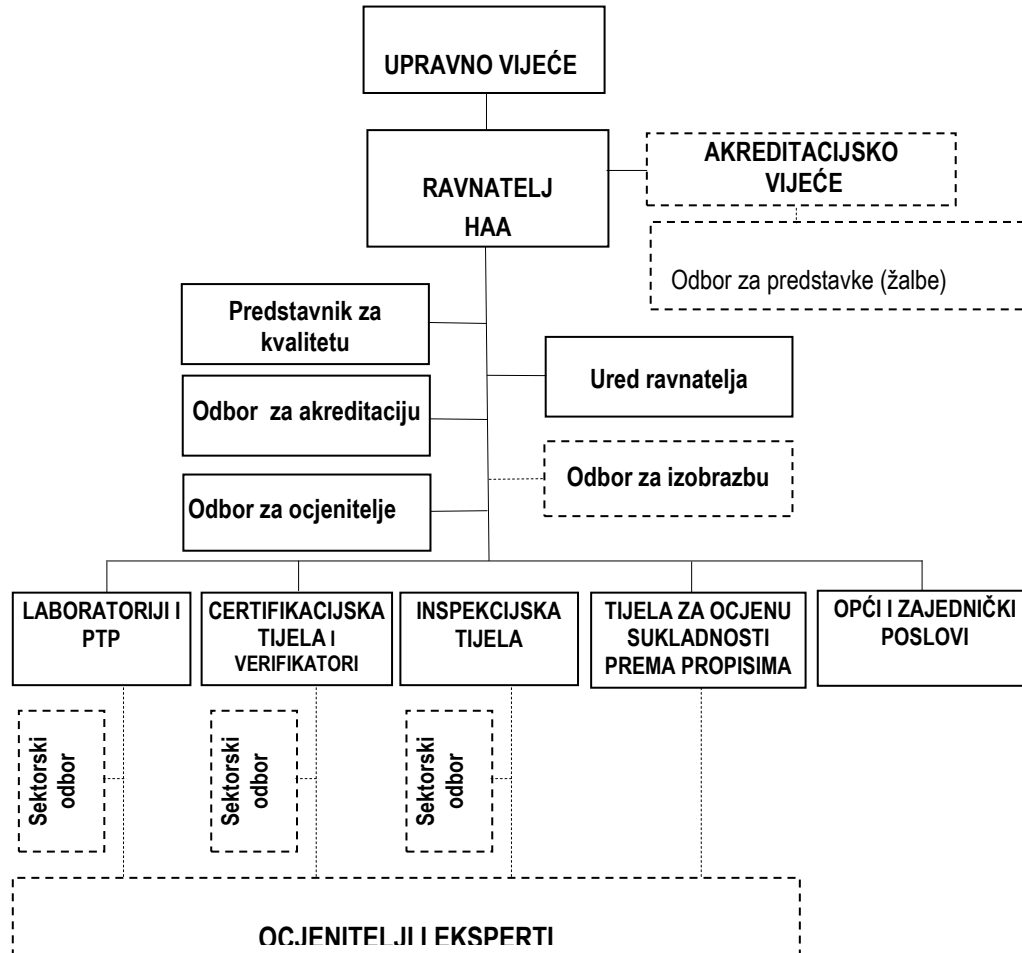 UPRAVNO VIJEĆE
RAVNATELJ
HAA
AKREDITACIJSKO
VIJEĆE
Odbor za predstavke (žalbe)
Predstavnik za
kvalitetu
Ured ravnatelja
Odbor za akreditaciju
Odbor za izobrazbu
Odbor za ocjenitelje
LABORATORIJI I
PTP
CERTIFIKACIJSKA
TIJELA I
VERIFIKATORI
INSPEKCIJSKA
TIJELA
TIJELA ZA OCJENU
SUKLADNOSTI
PREMA PROPISIMA
OPĆI I ZAJEDNIČKI
POSLOVI
Sektorski
odbor
Sektorski
odbor
Sektorski
odbor
OCJENITELJI I EKSPERTI